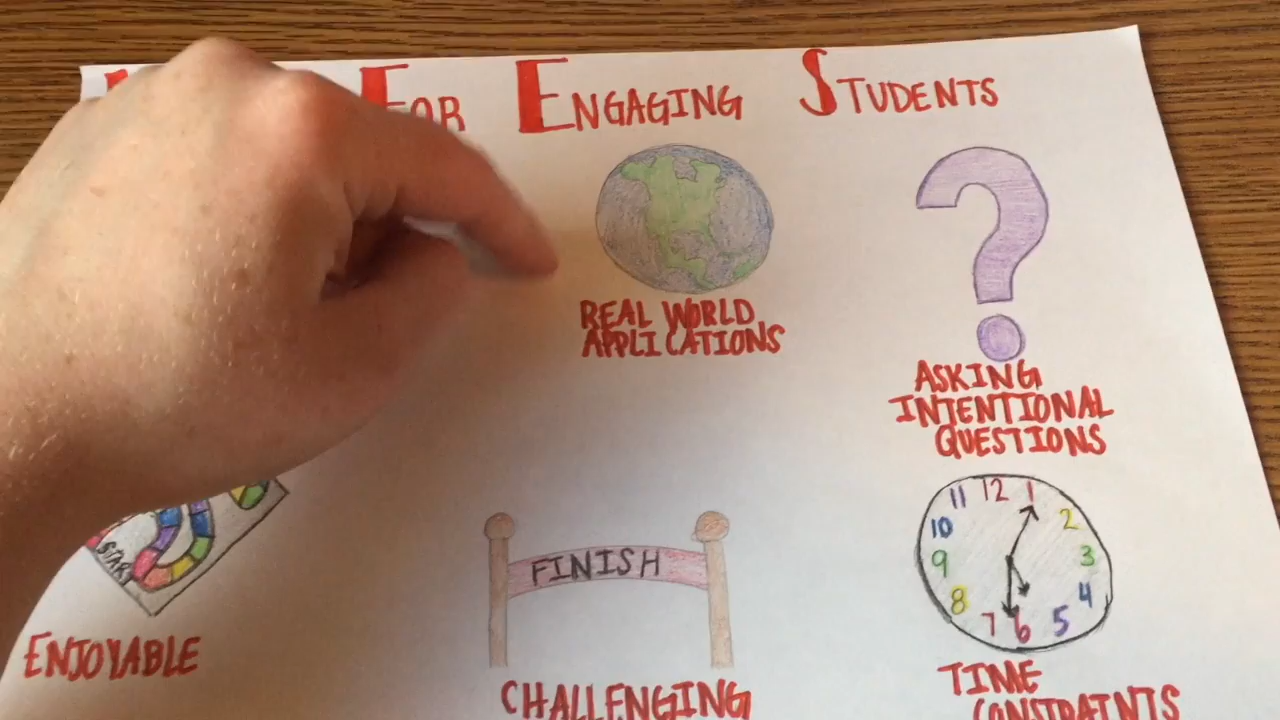 FOR ENGAGING STUDENTS
REAL WORLD
APPLICATIONS
ASKING
INTENTIONAL
QUESTIONS
START
ENJOYABLE
FINISH
CHALLENGING
12 1 2 3 4 5 6 7 8 9 10 11
TIME
CONSTRAINTS